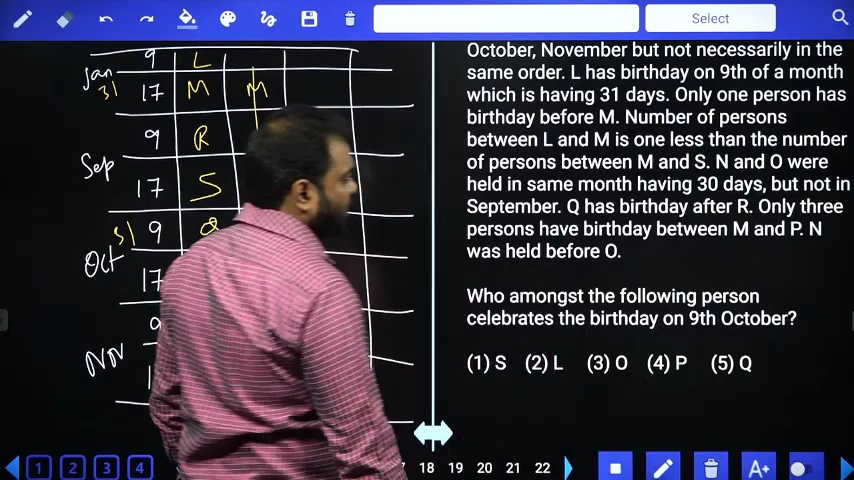 Select
9 L
Jan
31 17 M M
9 R
Sep
17 S
31 9 Q
Oct
17
9
Nov
October, November but not necessarily in the
same order. L has birthday on 9th of a month
which is having 31 days. Only one person has
birthday before M. Number of persons
between L and M is one less than the number
of persons between M and S. N and O were
held in same month having 30 days, but not in
September. Q has birthday after R. Only three
persons have birthday between M and P. N
was held before O.
Who amongst the following person
celebrates the birthday on 9th October?
(1) S (2) L (3) O (4) P (5) Q
1 2 3 4 18 19 20 21 22 A+